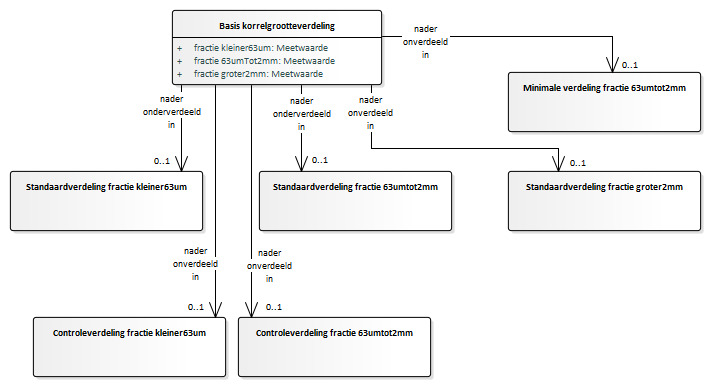 Basis korrelgrootteverdeling
+ fractie kleiner63um: Meetwaarde
+ fractie 63umTot2mm: Meetwaarde
+ fractie groter2mm: Meetwaarde
nader
onverdeeld
in
0..1
Minimale verdeling fractie 63umtot2mm
nader
onderverdeeld
in
0..1
Standaardverdeling fractie kleiner63um
nader
onderverdeeld
in
0..1
Standaardverdeling fractie 63umtot2mm
nader
onverdeeld
in
0..1
Standaardverdeling fractie groter2mm
nader
onverdeeld
in
0..1
Controleverdeling fractie kleiner63um
nader
onverdeeld
in
0..1
Controleverdeling fractie 63umtot2mm